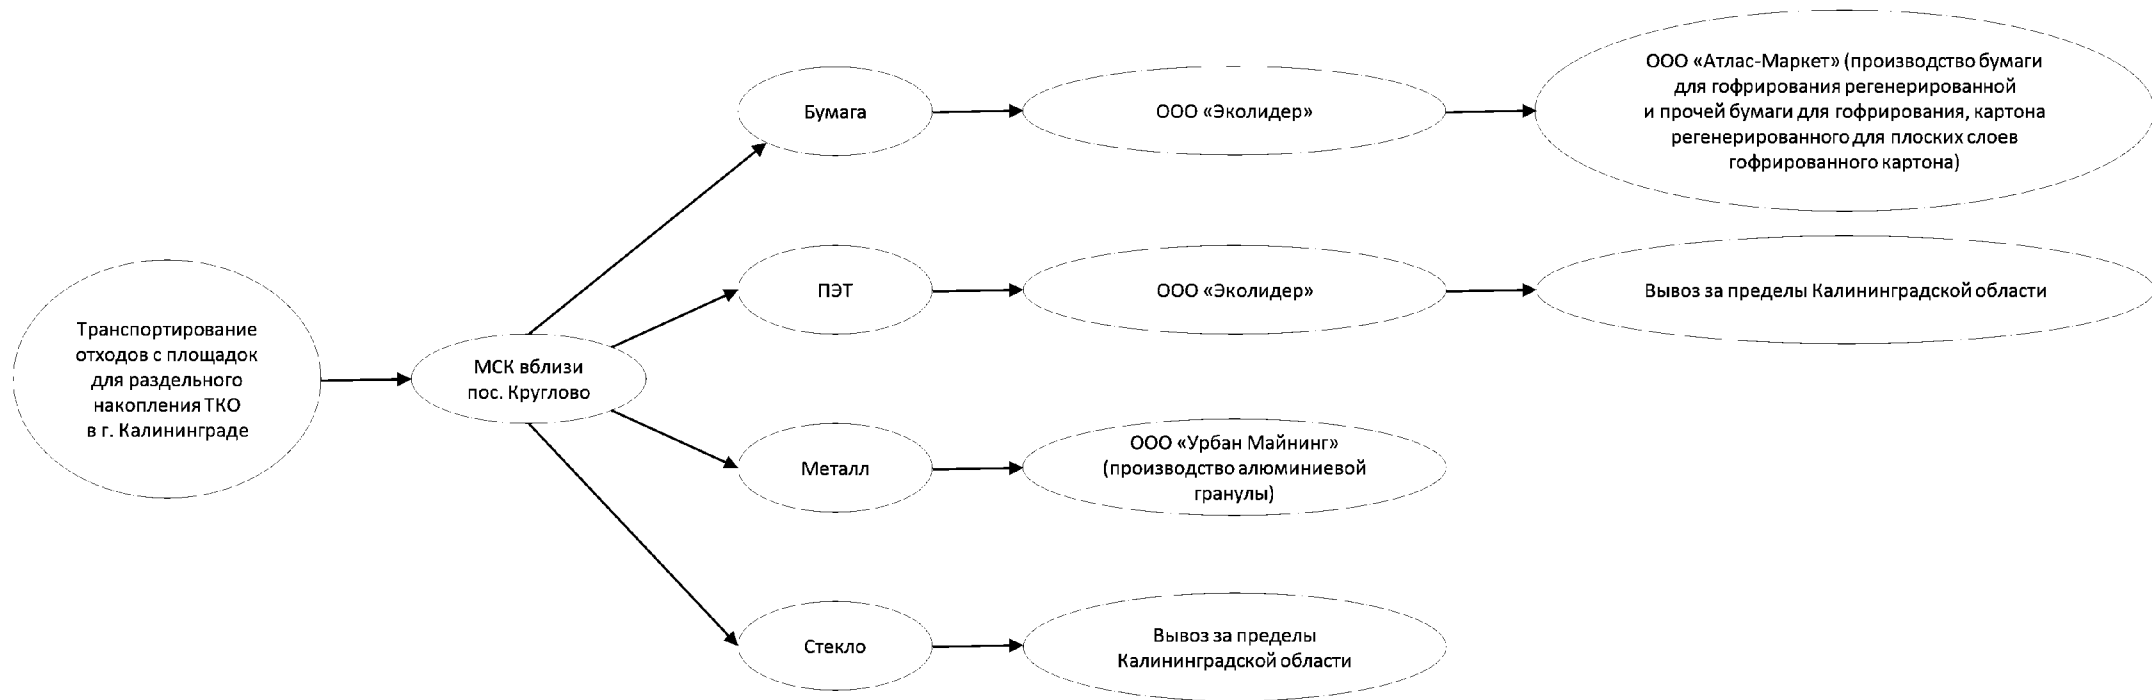 Транспортирование
отходов с площадок
для раздельного
накопления ТКО
в г. Калининграде
МСК вблизи
пос. Круглово
Бумага
ООО «Эколидер»
ООО «Атлас-Маркет» (производство бумаги
для гофрирования регенерированной
и прочей бумаги для гофрирования, картона
регенерированного для плоских слоев
гофрированного картона)
ПЭТ
ООО «Эколидер»
Вывоз за пределы Калининградской области
Металл
ООО «Урбан Майнинг»
(производство алюминиевой
гранулы)
Стекло
Вывоз за пределы
Калининградской области